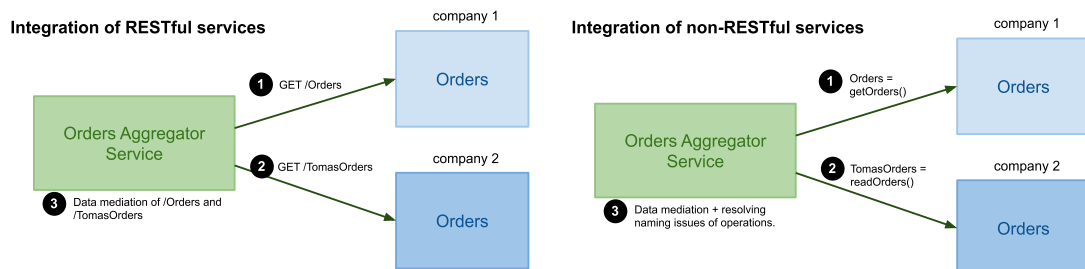 Integration of RESTful services
company 1
Orders
1 GET /Orders
Orders Aggregator
Service
2 GET /TomasOrders
company 2
Orders
3 Data mediation of /Orders and
/TomasOrders
Integration of non-RESTful services
company 1
Orders
1 Orders =
getOrders()
Orders Aggregator
Service
2 TomasOrders =
readOrders()
company 2
Orders
3 Data mediation + resolving
naming issues of operations.